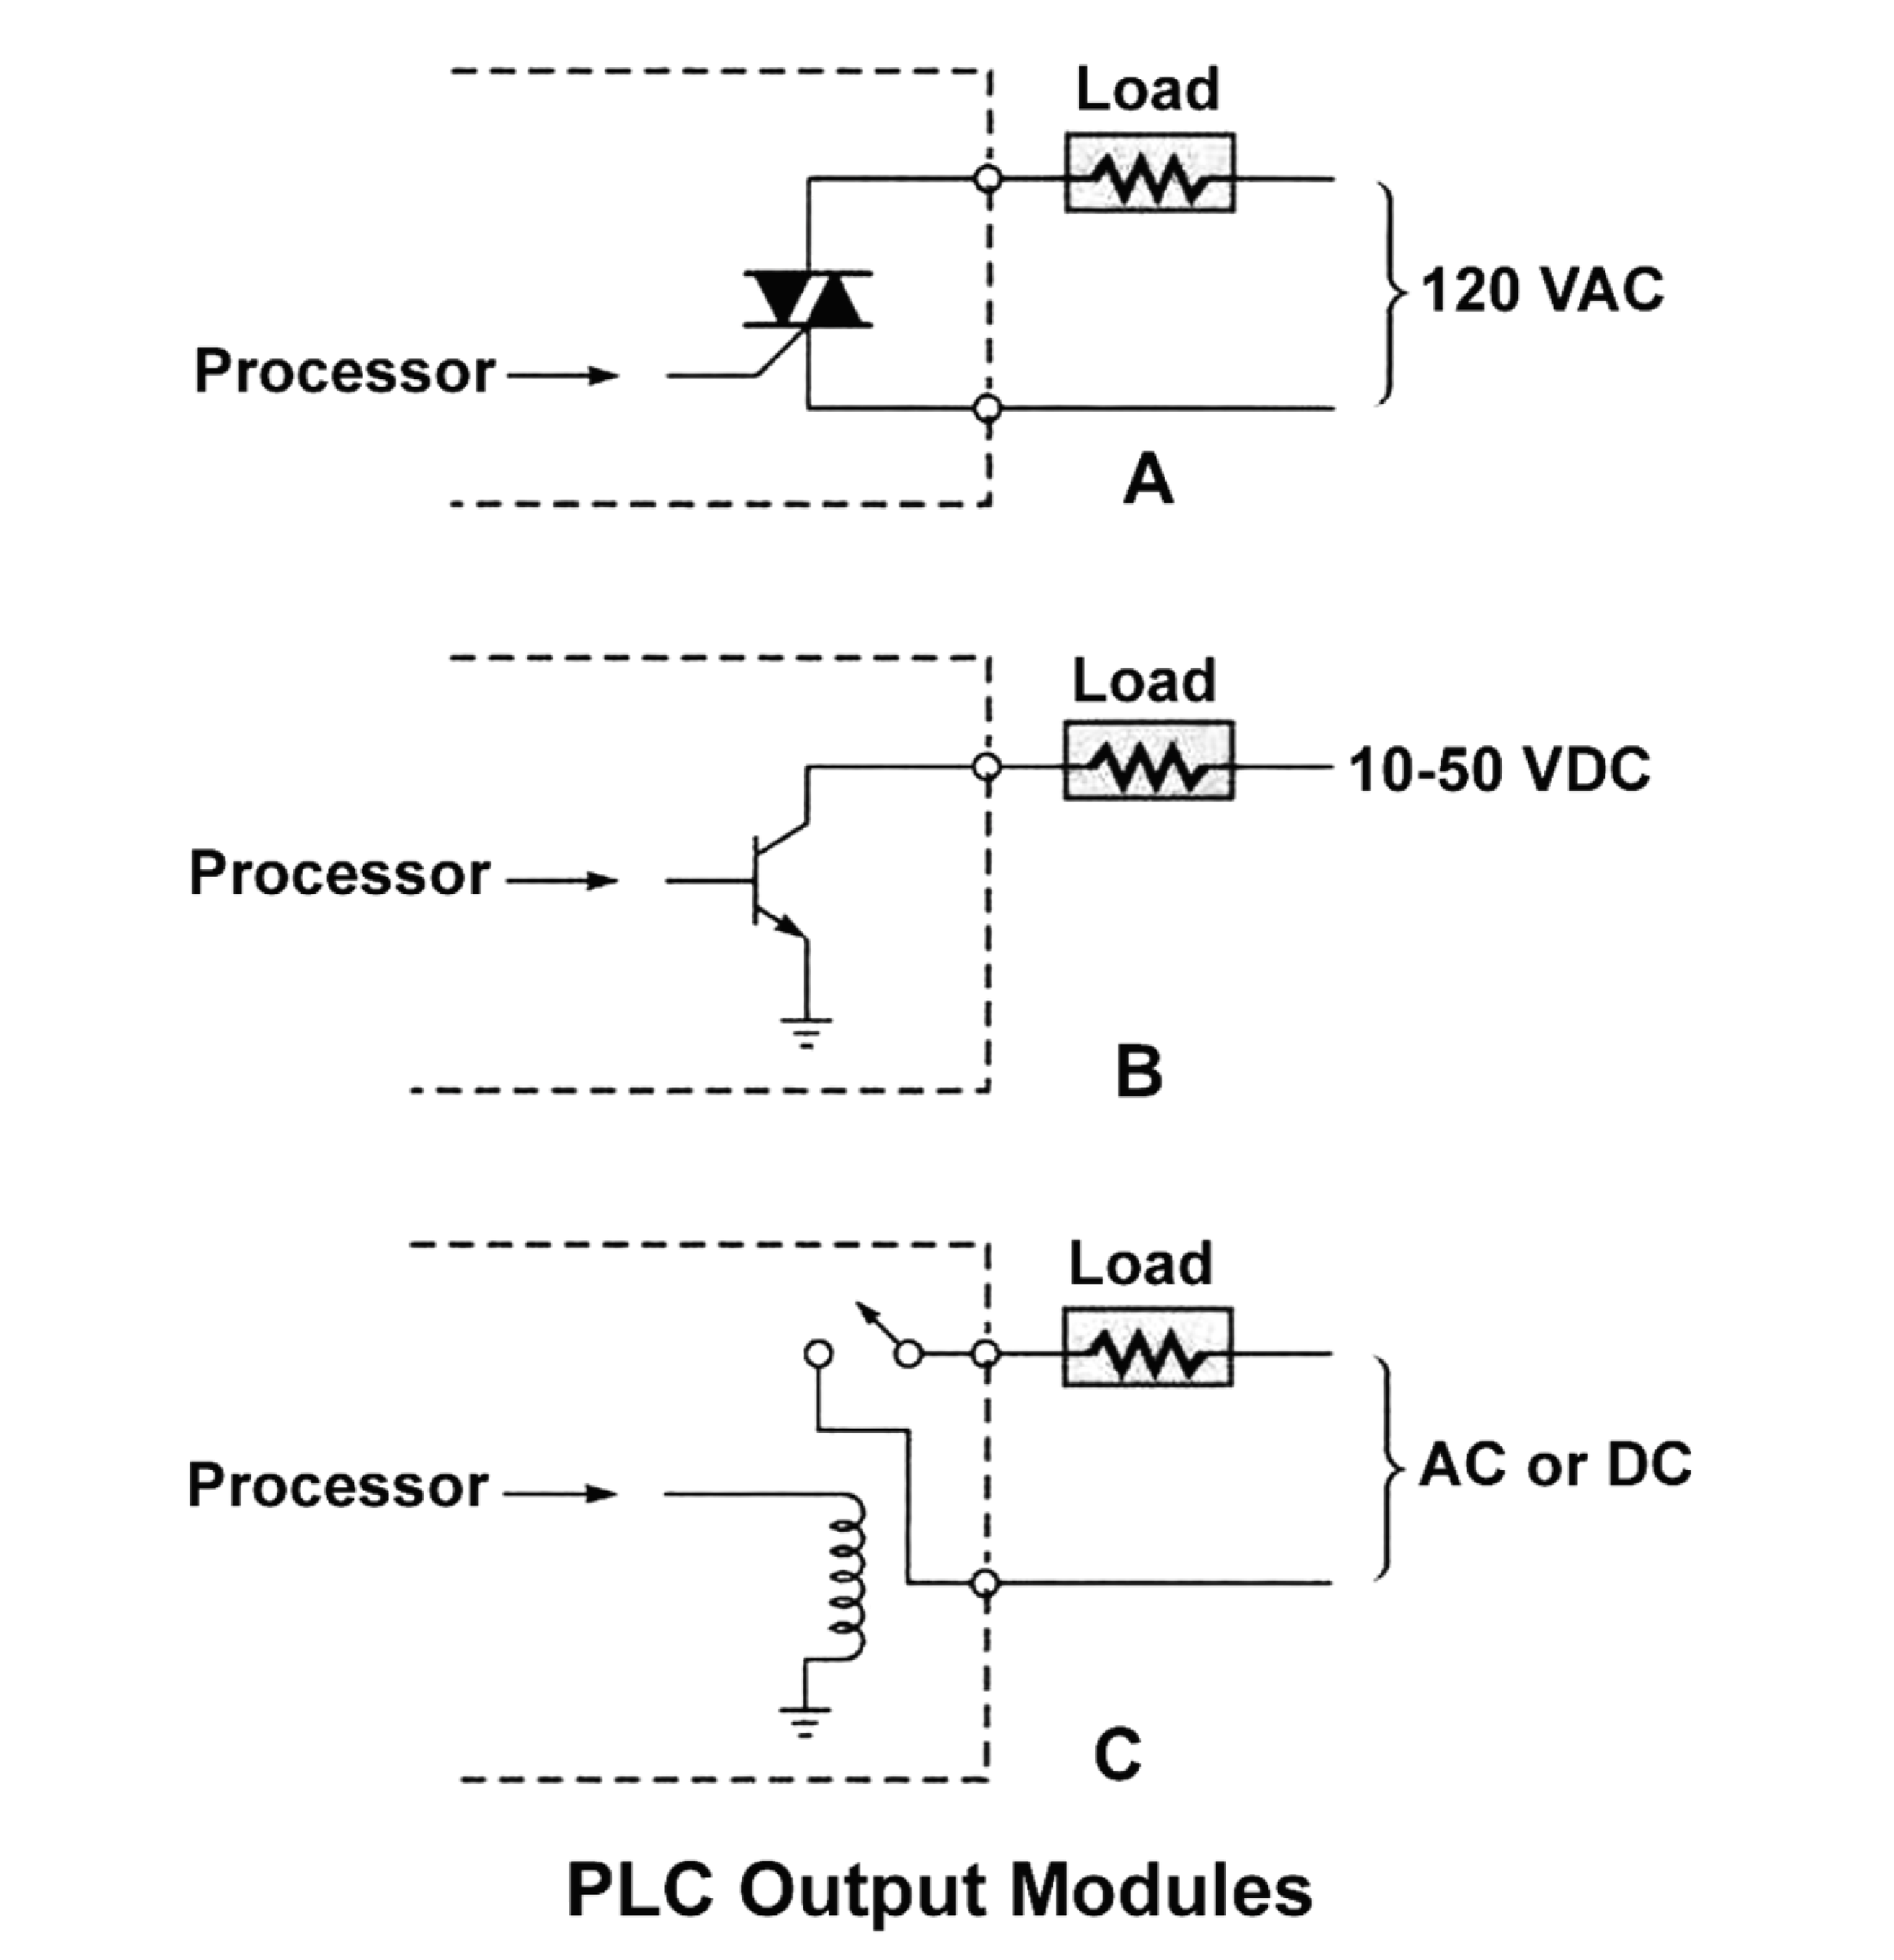 Load
120 VAC
Processor
A
Load
10-50 VDC
Processor
B
Load
AC or DC
Processor
C
PLC Output Modules